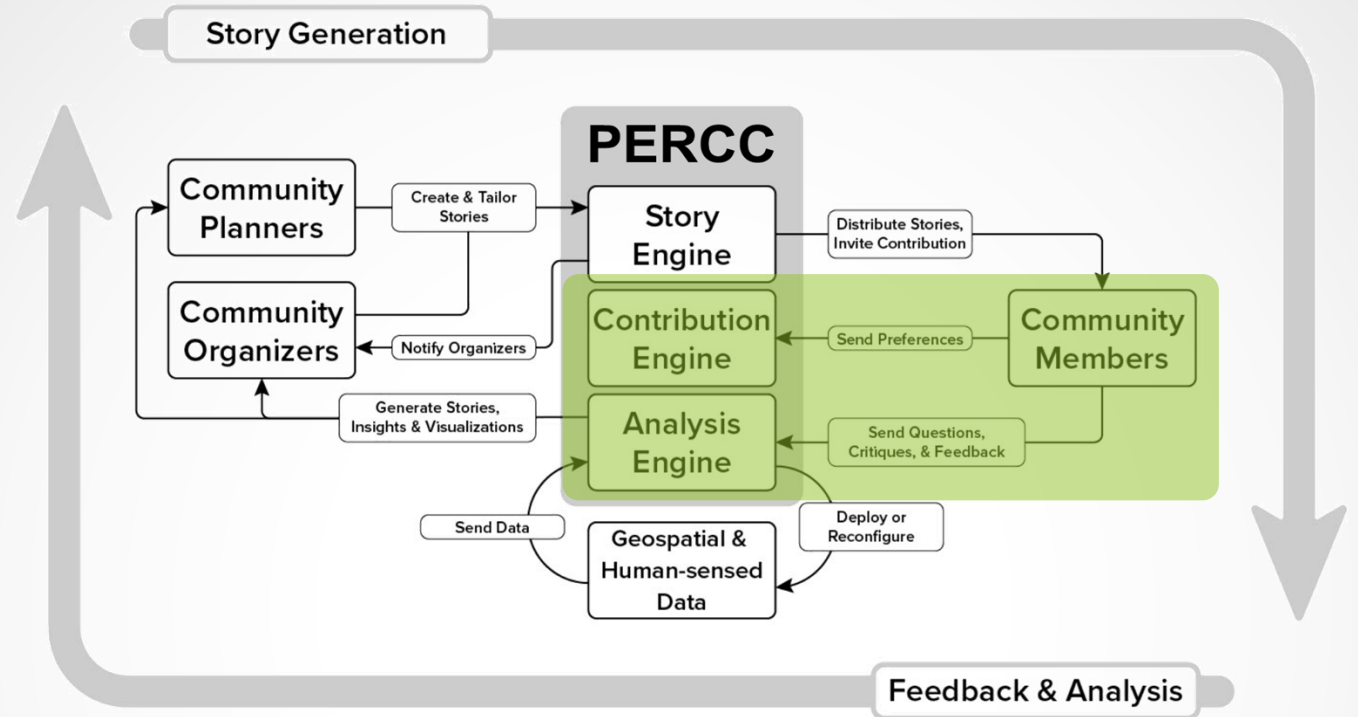 Story Generation
PERCC
Community
Planners
Create & Tailor
Stories
Story
Engine
Distribute Stories,
Invite Contribution
Community
Organizers
Notify Organizers
Contribution
Engine
Send Preferences
Community
Members
Generate Stories,
Insights & Visualizations
Analysis
Engine
Send Questions,
Critiques, & Feedback
Send Data
Geospatial &
Human-sensed
Data
Deploy or
Reconfigure
Feedback & Analysis